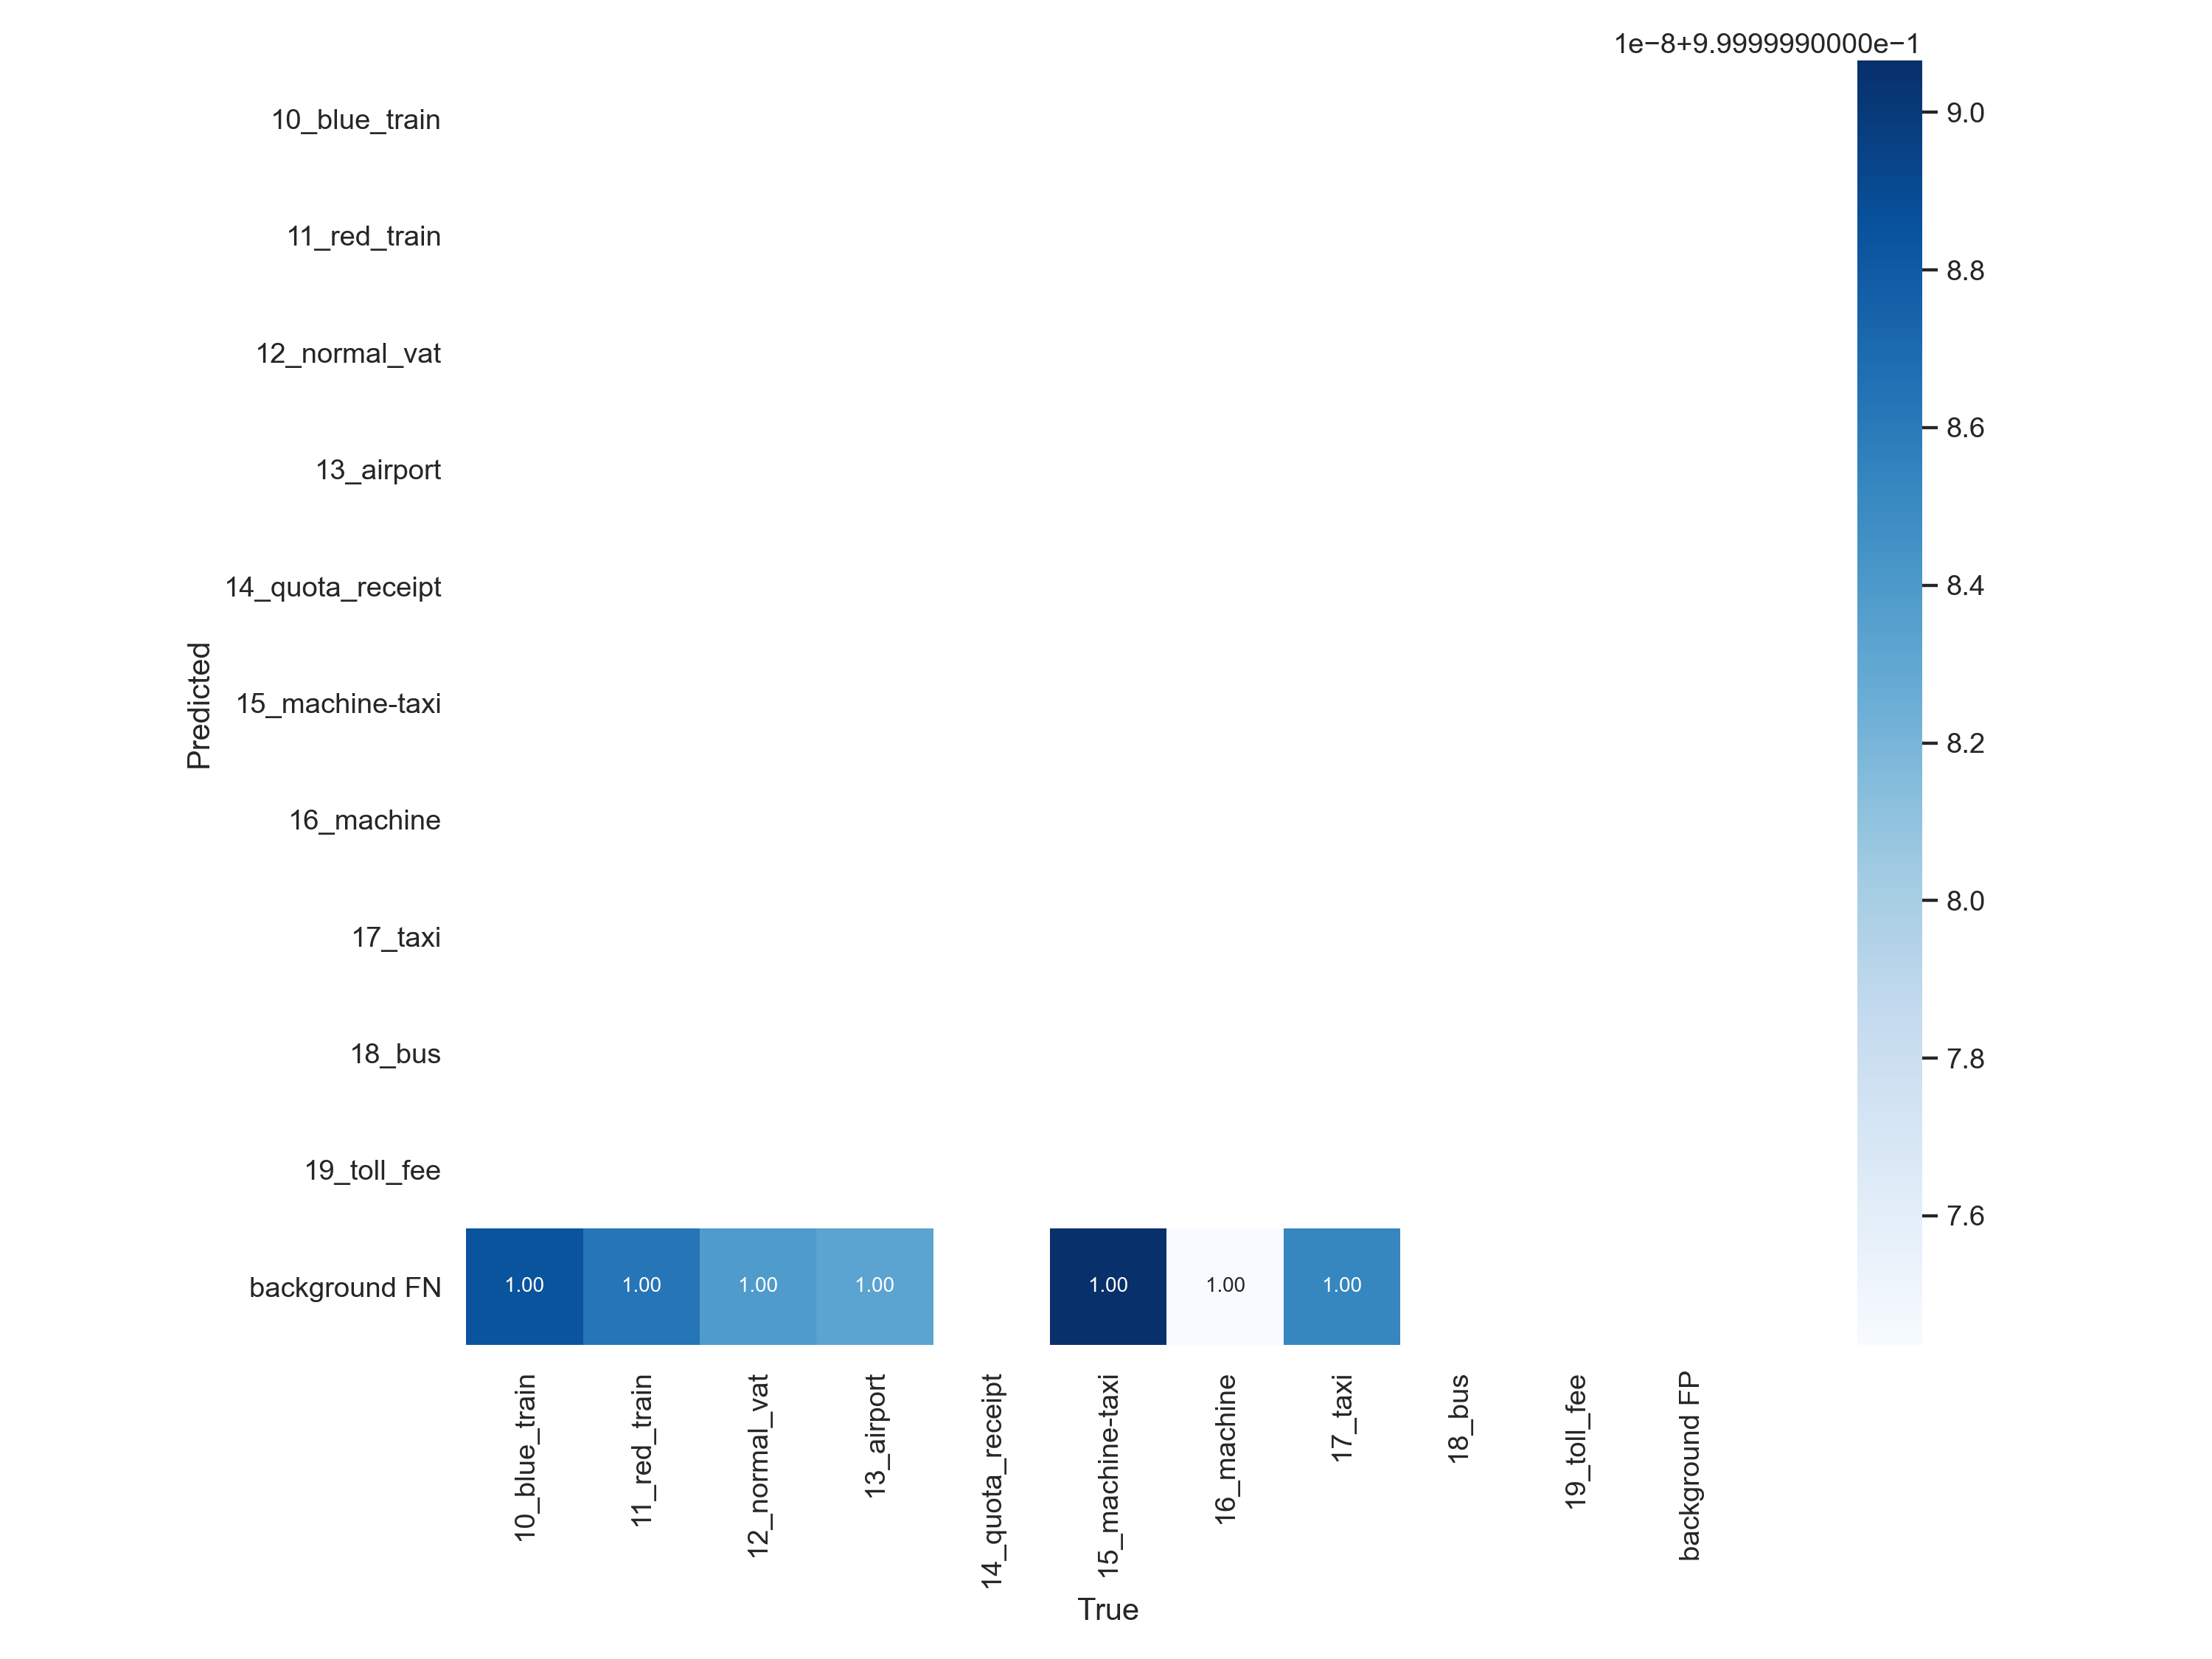 1e−8+9.9999990000e−1
10_blue_train
11_red_train
12_normal_vat
13_airport
14_quota_receipt
15_machine-taxi
16_machine
17_taxi
18_bus
19_toll_fee
background FN
Predicted
1.00 1.00 1.00 1.00 1.00 1.00 1.00
10_blue_train
11_red_train
12_normal_vat
13_airport
14_quota_receipt
15_machine-taxi
16_machine
17_taxi
18_bus
19_toll_fee
background FP
True
9.0
8.8
8.6
8.4
8.2
8.0
7.8
7.6